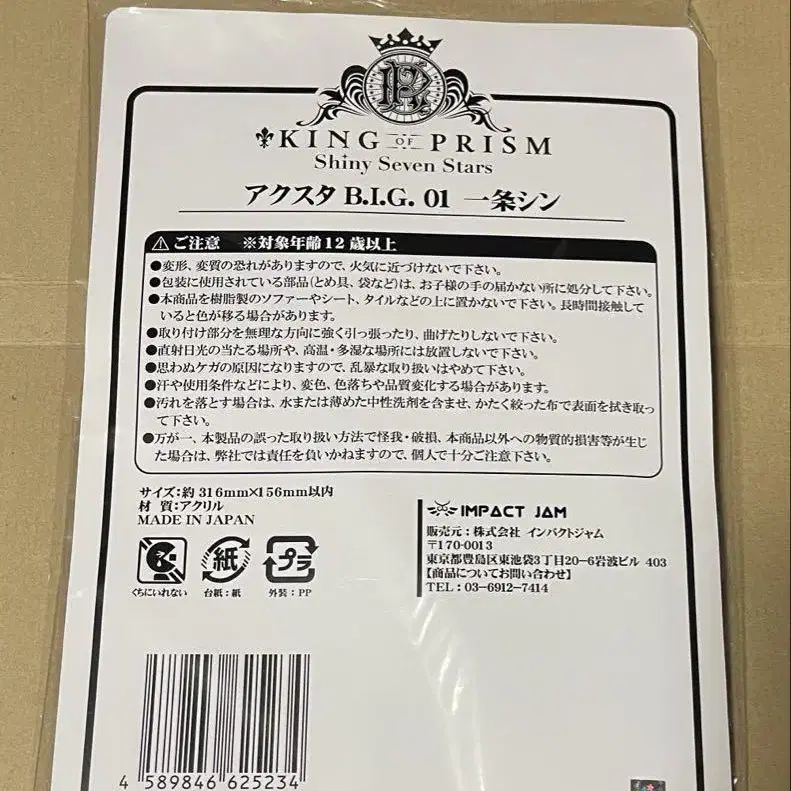 KING OF PRISM
Shiny Seven Stars
アクスタ B.I.G. 01 一条シン
ご注意 ※対象年齢12歳以上
●変形、変質の恐れがありますので、火気に近づけないで下さい。
●包装に使用されている部品(とめ具、袋など)は、お子様の手の届かない所に処分して下さい。
●本商品を樹脂製のソファーやシート、タイルなどの上に置かないで下さい。長時間接触して
いると色が移る場合があります。
●取り付け部分を無理な方向に強く引っ張ったり、曲げたりしないで下さい。
●直射日光の当たる場所や、高温・多湿な場所には放置しないで下さい。
●思わぬケガの原因になりますので、乱暴な取り扱いはやめて下さい。
●汗や使用条件などにより、変色、色落ちや品質変化する場合があります。
●汚れを落とす場合は、水または薄めた中性洗剤を含ませ、かたく絞った布で表面を拭き取っ
て下さい。
●万が一、本製品の誤った取り扱い方法で怪我・破損、本商品以外への物質的損害等が生じ
た場合は、弊社では責任を負いかねますので、個人で十分ご注意下さい。
サイズ:約316mm×156mm以内
材 質:アクリル
MADE IN JAPAN
くちにいれない
紙
台紙:紙
プラ
外装:PP
IMPACT JAM
販売元:株式会社 インパクトジャム
〒170-0013
東京都豊島区東池袋3丁目20-6岩波ビル 403
【商品についてお問い合わせ】
TEL:03-6912-7414
4 589846 625234